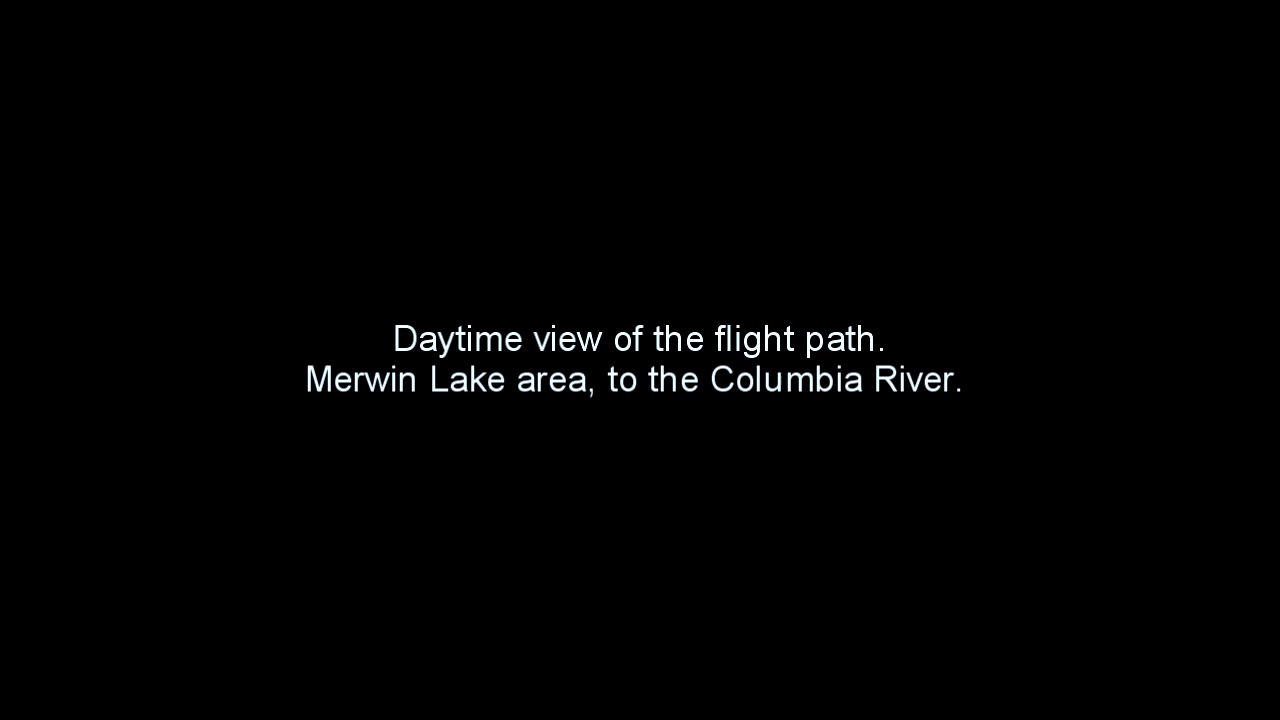 Daytime view of the flight path.
Merwin Lake area, to the Columbia River.